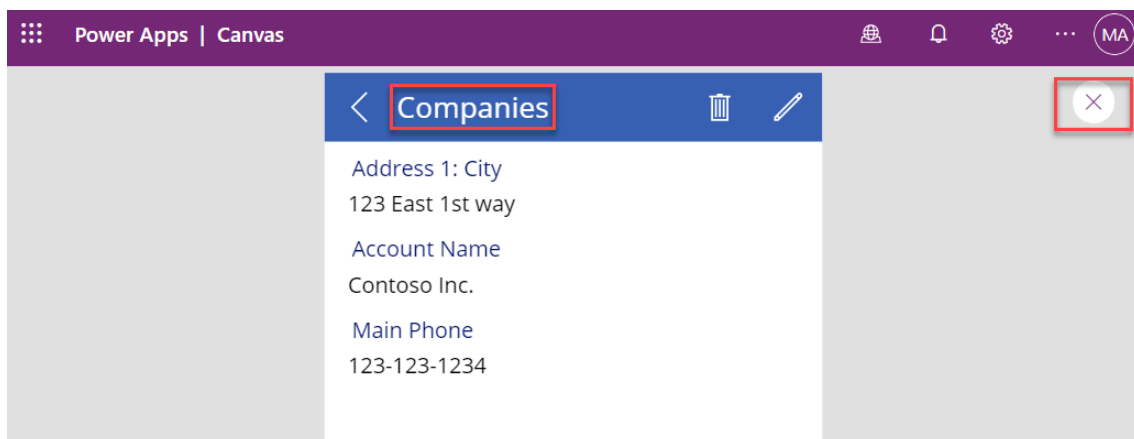 Power Apps | Canvas
MA
Companies
Address 1: City
123 East 1st way
Account Name
Contoso Inc.
Main Phone
123-123-1234